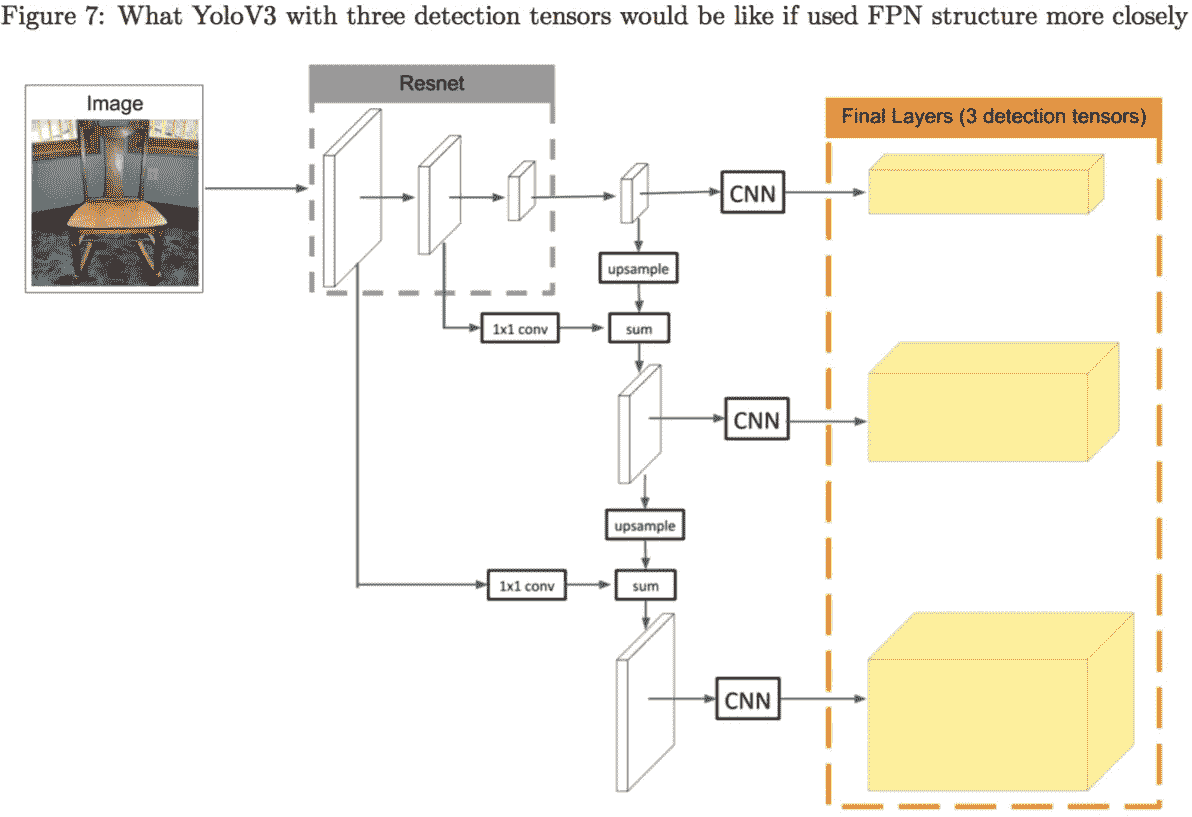 Figure 7: What YoloV3 with three detection tensors would be like if used FPN structure more closely
Resnet
Image
Final Layers (3 detection tensors)
CNN
upsample
1x1 conv
sum
CNN
upsample
1x1 conv
sum
CNN